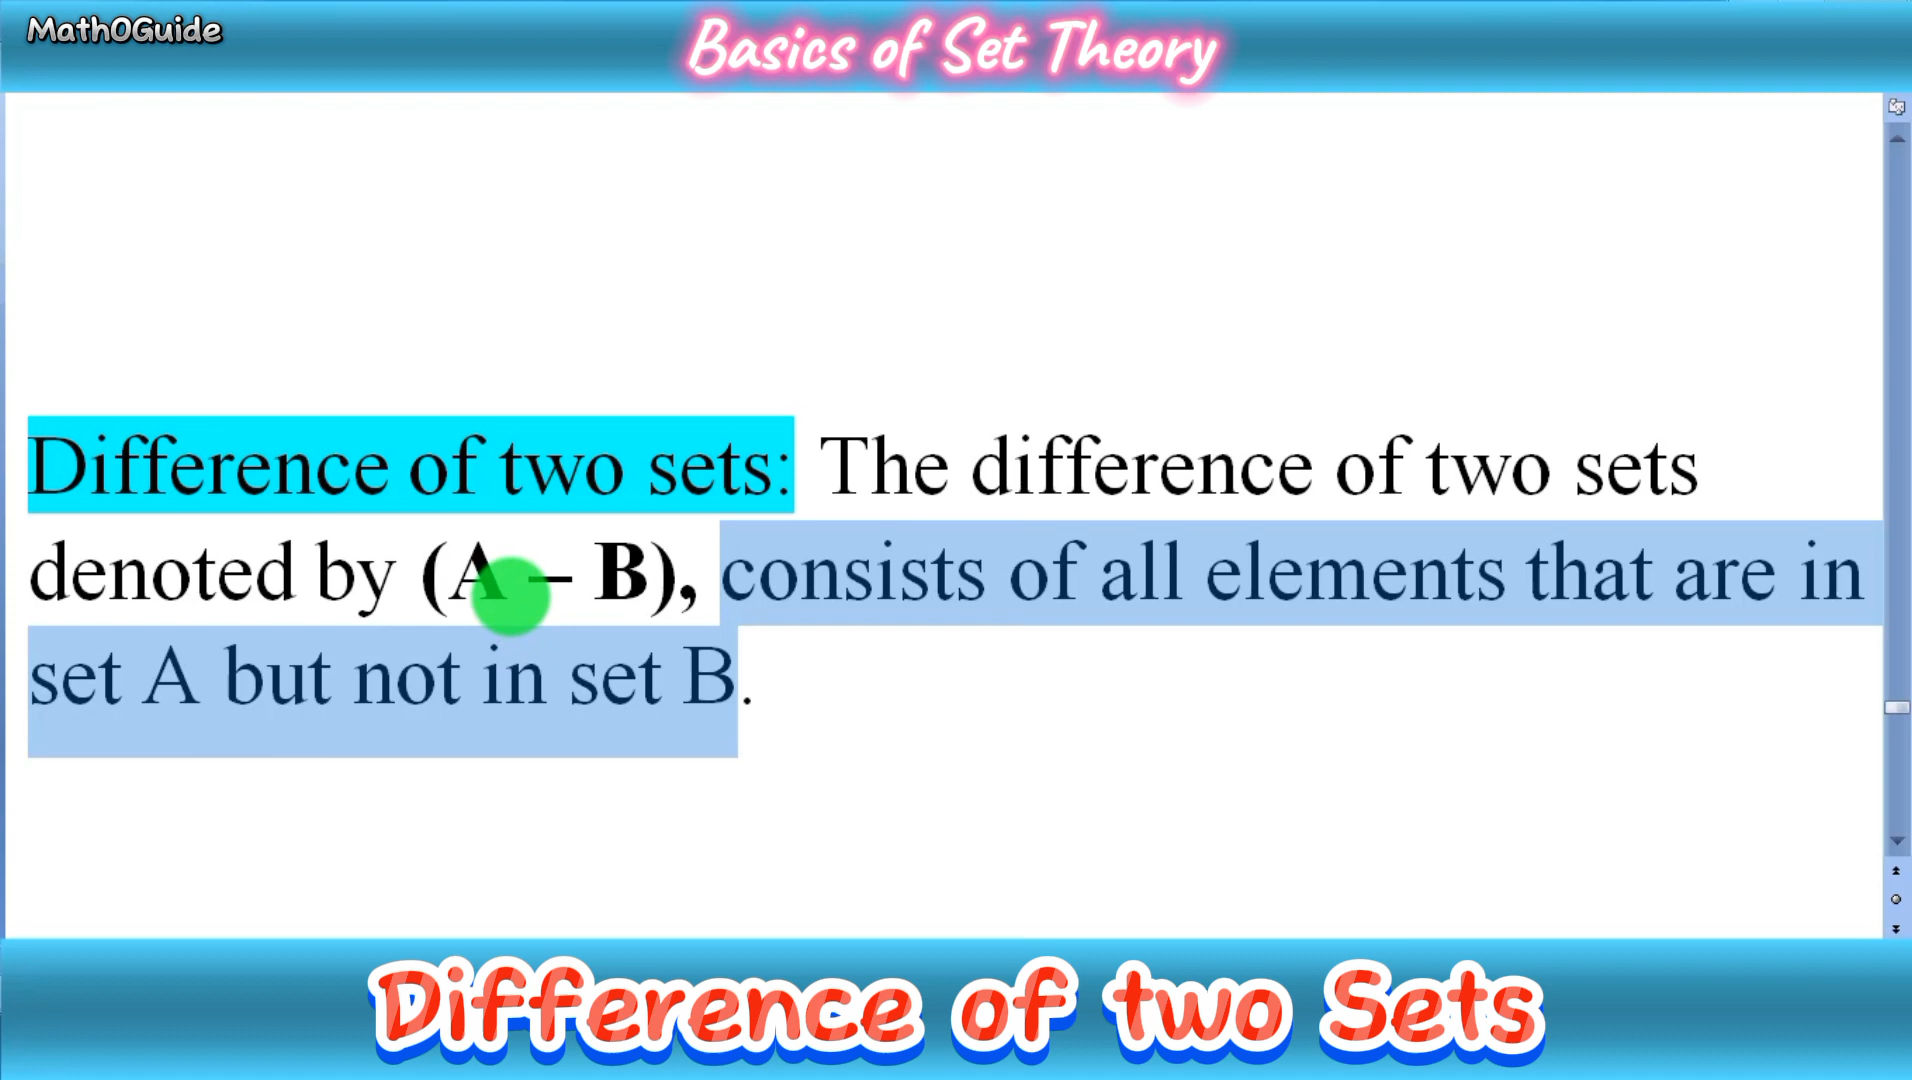 MathOGuide
Basics of Set Theory
Difference of two sets: The difference of two sets
denoted by (A – B), consists of all elements that are in
set A but not in set B.
Difference of two Sets